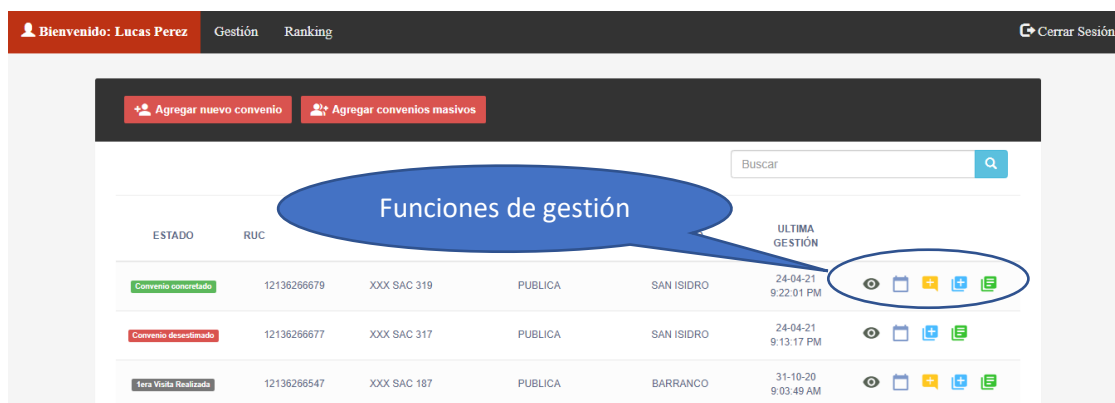 Bienvenido: Lucas Perez Gestión Ranking Cerrar Sesión
Agregar nuevo convenio Agregar convenios masivos
Buscar
Funciones de gestión
ESTADO RUC ULTIMA GESTIÓN
Convenio concretado 12136266679 XXX SAC 319 PUBLICA SAN ISIDRO 24-04-21 9:22:01 PM
Convenio desestimado 12136266677 XXX SAC 317 PUBLICA SAN ISIDRO 24-04-21 9:13:17 PM
1era Visita Realizada 12136266547 XXX SAC 187 PUBLICA BARRANCO 31-10-20 9:03:49 AM